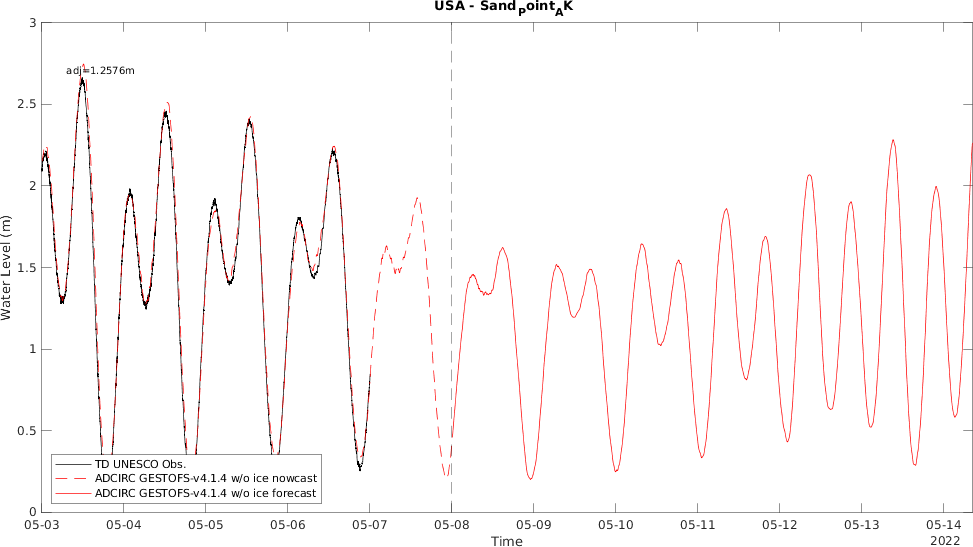 USA - Sand_Point_AK
3
2.5
2
1.5
1
0.5
0
Water Level (m)
adj=1.2576m
TD UNESCO Obs.
ADCIRC GESTOFS-v4.1.4 w/o ice nowcast
ADCIRC GESTOFS-v4.1.4 w/o ice forecast
05-03 05-04 05-05 05-06 05-07 05-08 05-09 05-10 05-11 05-12 05-13 05-14
Time 2022